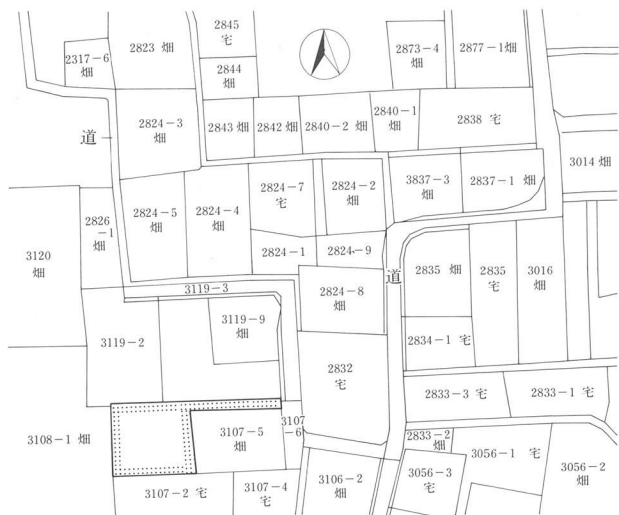 2845
宅
2823 畑
2317-6
畑
2844
畑
2873-4
畑
2877-1畑
2824-3
畑
道
2843 畑
2842 畑
2840-2 畑
2840-1
畑
2838 宅
3014 畑
2824-7
宅
2824-2
畑
3837-3
畑
2837-1 畑
2824-5
畑
2824-4
畑
2826
-1
畑
3120
畑
2824-1
2824-9
道
2835 畑
2835
宅
3016
畑
3119-3
2824-8
畑
3119-9
畑
3119-2
2834-1 宅
2832
宅
2833-3 宅
2833-1 宅
3108-1 畑
3107-5
畑
3107
-6
2833-2
畑
3056-1 宅
3056-3
宅
3056-2
畑
3107-2 宅
3107-4
宅
3106-2
畑